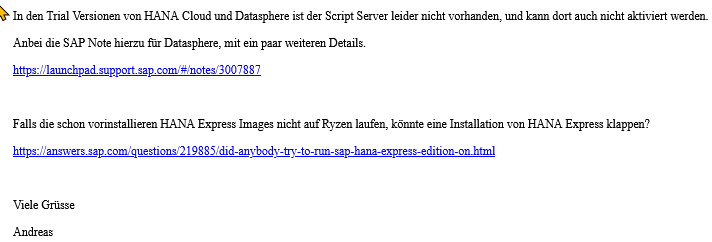 In den Trial Versionen von HANA Cloud und Datasphere ist der Script Server leider nicht vorhanden, und kann dort auch nicht aktiviert werden.
Anbei die SAP Note hierzu für Datasphere, mit ein paar weiteren Details.
https://launchpad.support.sap.com/#/notes/3007887
Falls die schon vorinstallieren HANA Express Images nicht auf Ryzen laufen, könnte eine Installation von HANA Express klappen?
https://answers.sap.com/questions/219885/did-anybody-try-to-run-sap-hana-express-edition-on.html
Viele Grüsse
Andreas